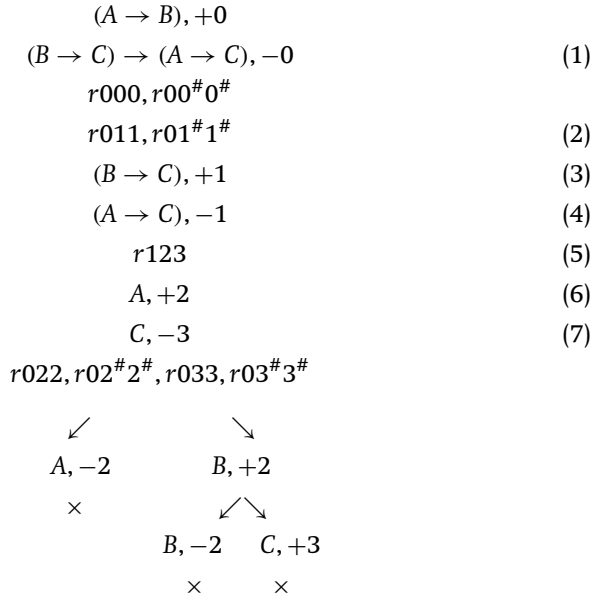 (A → B), +0
(B → C) → (A → C), −0 (1)
r000, r00#0#
r011, r01#1# (2)
(B → C), +1 (3)
(A → C), −1 (4)
r123 (5)
A, +2 (6)
C, −3 (7)
r022, r02#2#, r033, r03#3#
↙ ↘
A, −2 B, +2
× ↙↘
B, −2 C, +3
× ×